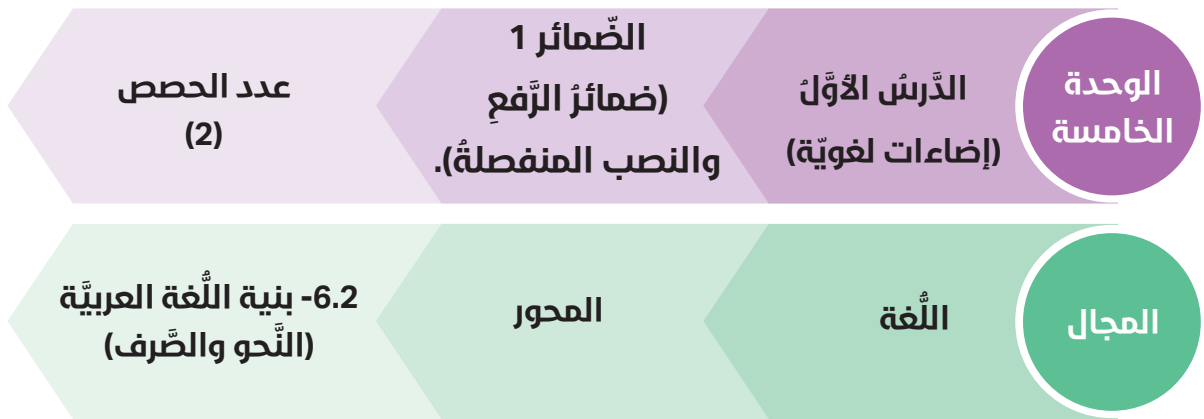 الوحدة
الخامسة
الدَّرسُ الأوَّلُ
(إضاءات لغويّة)
الضّمائر 1
(ضمائرُ الرَّفعِ
والنصب المنفصلةُ).
عدد الحصص
(2)
المجال
اللُّغة
المحور
6.2- بنية اللُّغة العربيَّة
(النَّحو والصَّرف)